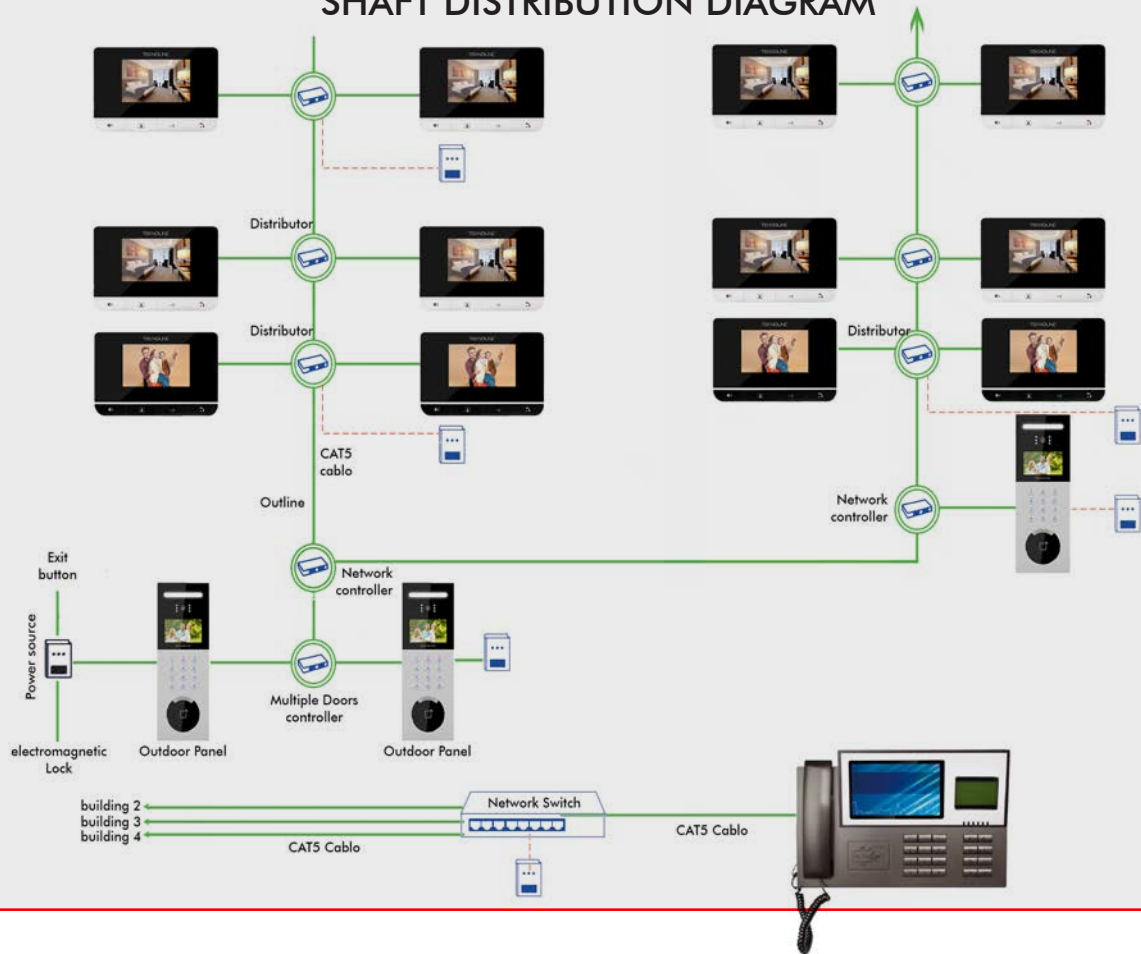 SHAFT DISTRIBUTION DIAGRAM
Distributor
Distributor
Distributor
CAT5
cablo
Outline
Network
controller
Exit
button
Network
controller
Power source
Multiple Doors
controller
electromagnetic
Lock
Outdoor Panel
Outdoor Panel
building 2
building 3
building 4
Network Switch
CAT5 Cablo
CAT5 Cablo